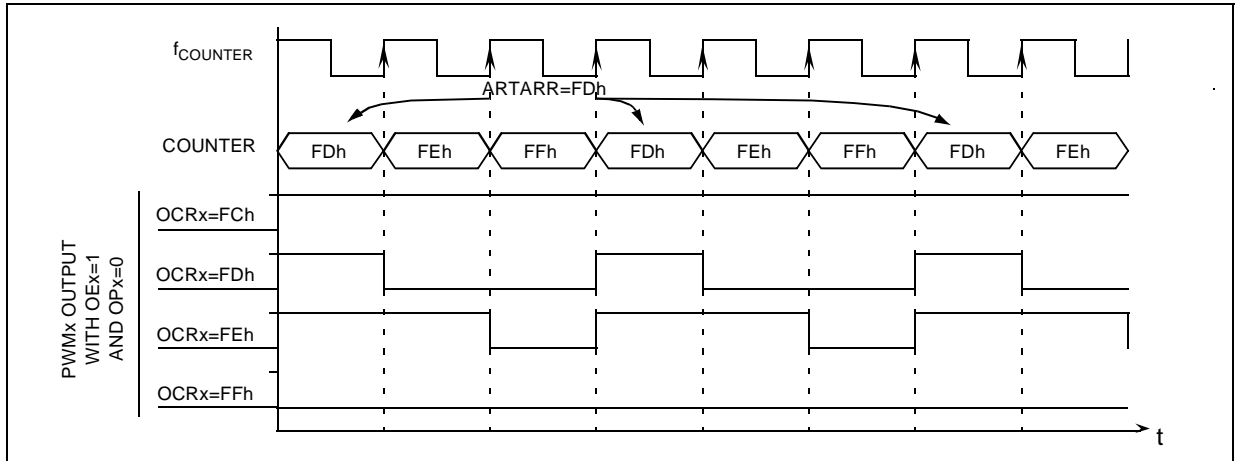 fCOUNTER
ARTARR=FDh
COUNTER
FDh FEh FFh FDh FEh FFh FDh FEh
PWMx OUTPUT
WITH OEx=1
AND OPx=0
OCRx=FCh
OCRx=FDh
OCRx=FEh
OCRx=FFh
t